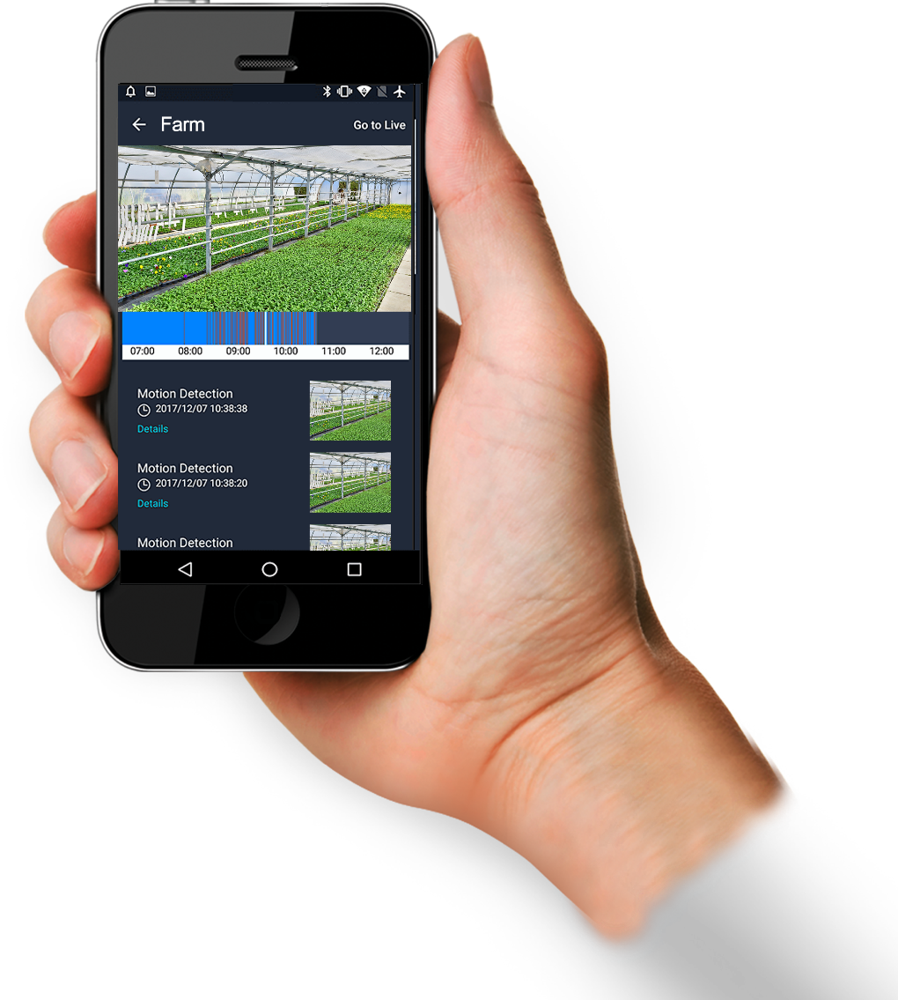 Farm
Go to Live
07:00 08:00 09:00 10:00 11:00 12:00
Motion Detection
2017/12/07 10:38:38
Details
Motion Detection
2017/12/07 10:38:20
Details
Motion Detection